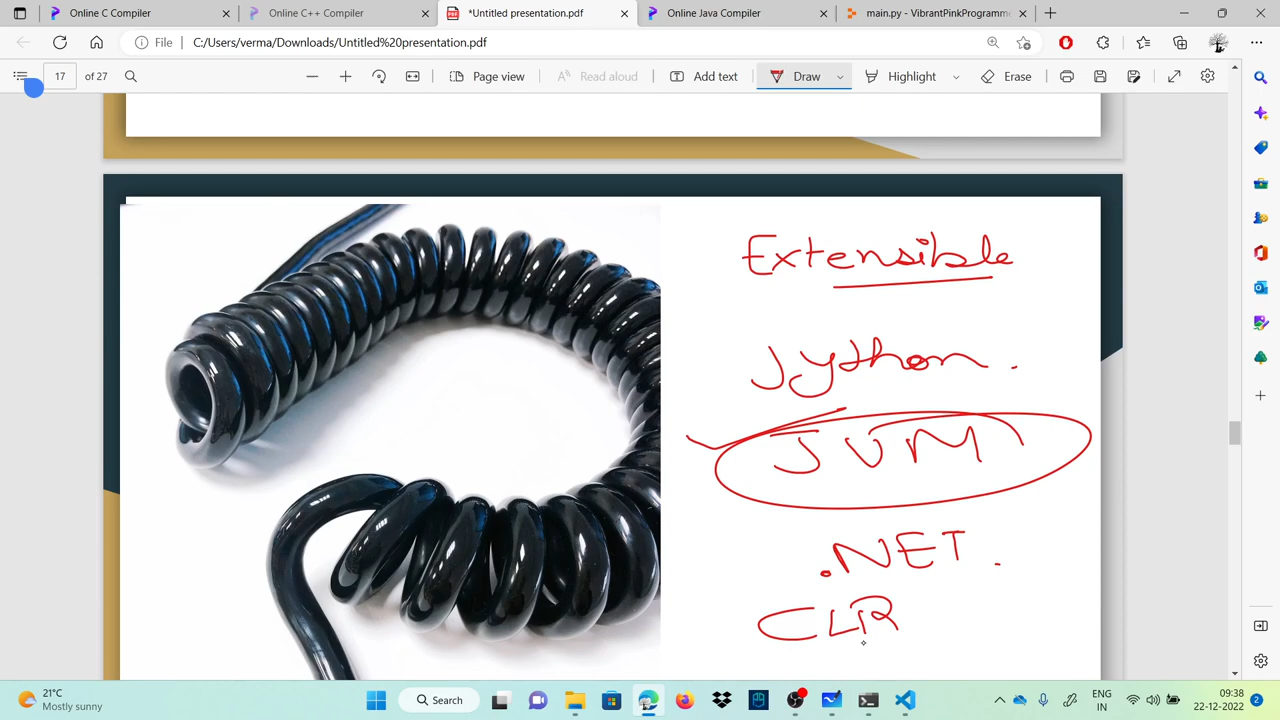 Online C Compiler
Online C++ Compiler
*Untitled presentation.pdf
Online Java Compiler
main.py - VibrantPinkProgramm
File
C:/Users/verma/Downloads/Untitled%20presentation.pdf
17 of 27
Page view
Read aloud
Add text
Draw
Highlight
Erase
Extensible
Jython.
JVM
.NET.
CLR
21°C
Mostly sunny
Search
ENG
IN
09:38
22-12-2022
2